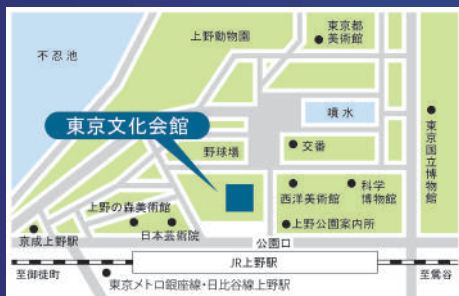 東京都
美術館
上野動物園
不忍池
噴水
東京文化会館
交番
野球場
東京国立博物館
西洋美術館
科学
博物館
上野の森美術館
上野公園案内所
京成上野駅
日本芸術院
公園口
JR上野駅
至御徒町
至鶯谷
東京メトロ銀座線・日比谷線上野駅